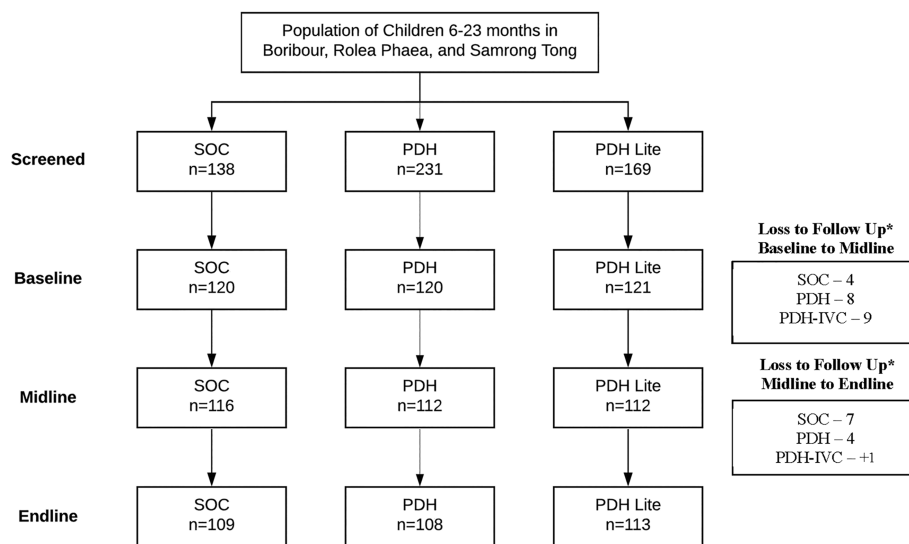 Population of Children 6-23 months in
Boribour, Rolea Phaea, and Samrong Tong
Screened
SOC
n=138
PDH
n=231
PDH Lite
n=169
Baseline
SOC
n=120
PDH
n=120
PDH Lite
n=121
Loss to Follow Up*
Baseline to Midline
SOC – 4
PDH – 8
PDH-IVC – 9
Midline
SOC
n=116
PDH
n=112
PDH Lite
n=112
Loss to Follow Up*
Midline to Endline
SOC – 7
PDH – 4
PDH-IVC – +1
Endline
SOC
n=109
PDH
n=108
PDH Lite
n=113